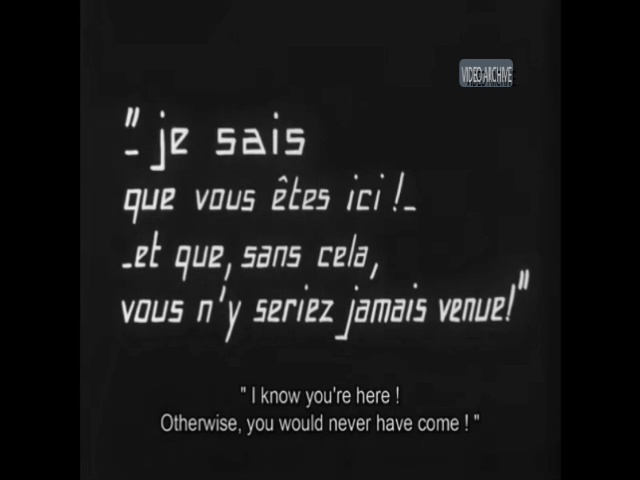 VIDEO ARCHIVE
"_ je sais
que vous êtes ici !_
_et que, sans cela,
vous n'y seriez jamais venue!"
" I know you're here !
Otherwise, you would never have come ! "